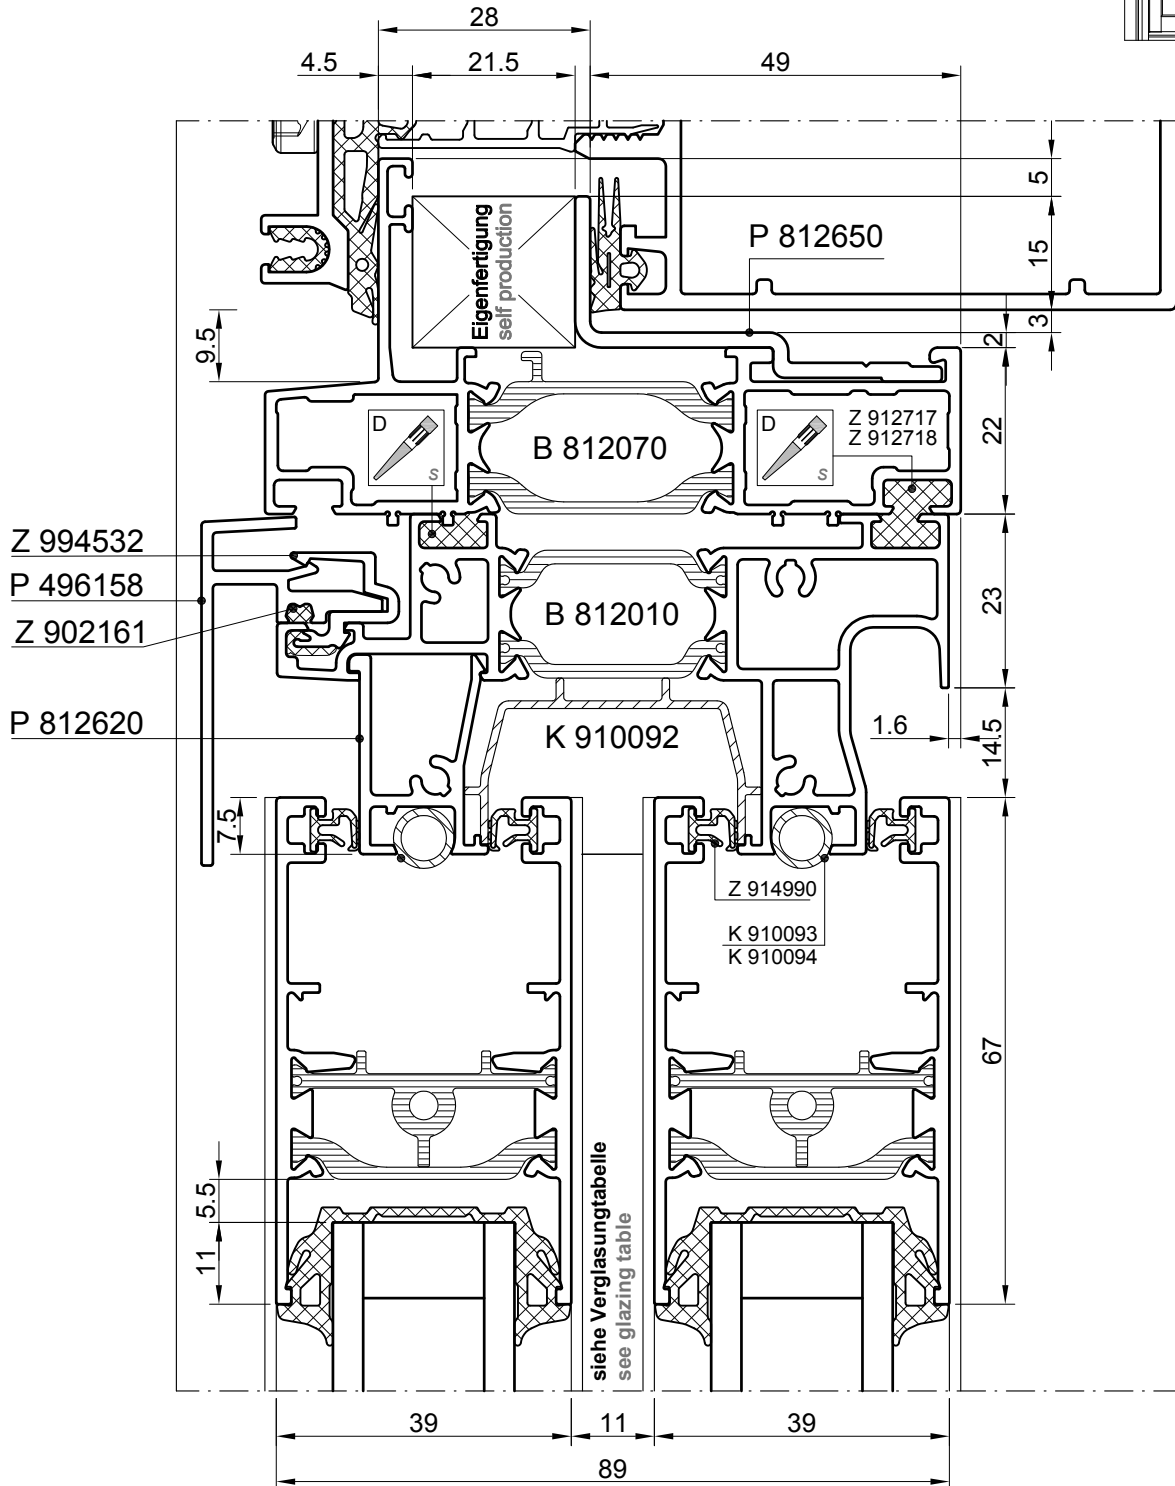 28
4.5
21.5
49
5
Eigenfertigung
self production
P 812650
15
3
2
9.5
D
S
B 812070
D
S
Z 912717
Z 912718
22
Z 994532
P 496158
Z 902161
B 812010
23
P 812620
K 910092
1.6
14.5
7.5
Z 914990
K 910093
K 910094
67
5.5
11
siehe Verglasungtabelle
see glazing table
39
11
39
89